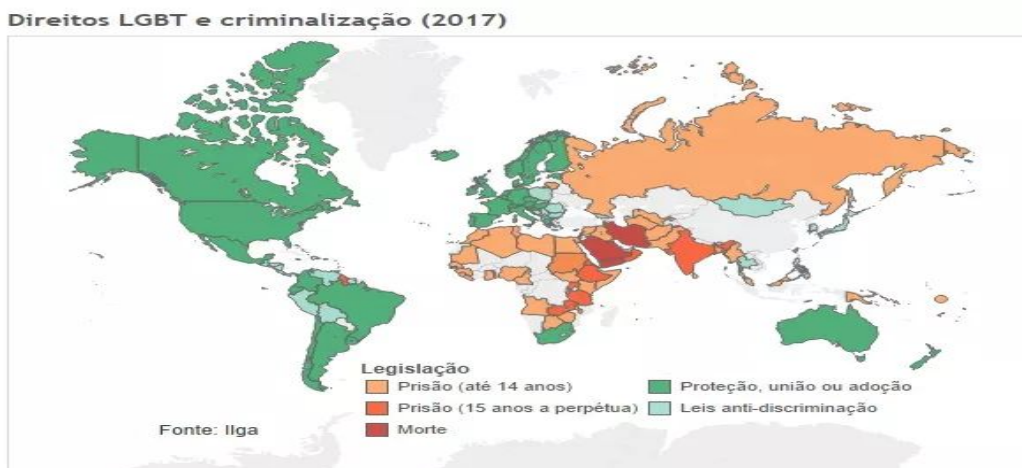 Direitos LGBT e criminalização (2017)
Legislação
Prisão (até 14 anos)
Prisão (15 anos a perpétua)
Morte
Proteção, união ou adoção
Leis anti-discriminação
Fonte: Ilga